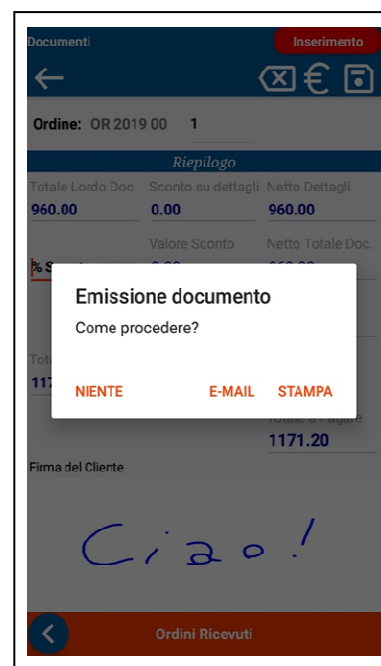 Documenti Inserimento
Ordine: OR 2019 00 1
Riepilogo
Totale Lordo Doc Sconto su dettagli Netto Dettagli
960.00 0.00 960.00
Valore Sconto Netto Totale Doc.
Emissione documento
Come procedere?
NIENTE E-MAIL STAMPA
1171.20
Firma del Cliente
Ciao!
Ordini Ricevuti